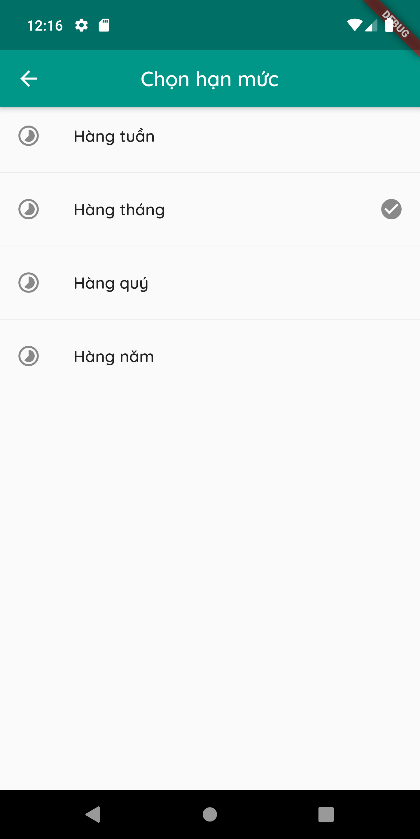 12:16
DEBUG
Chọn hạn mức
Hàng tuần
Hàng tháng
Hàng quý
Hàng năm